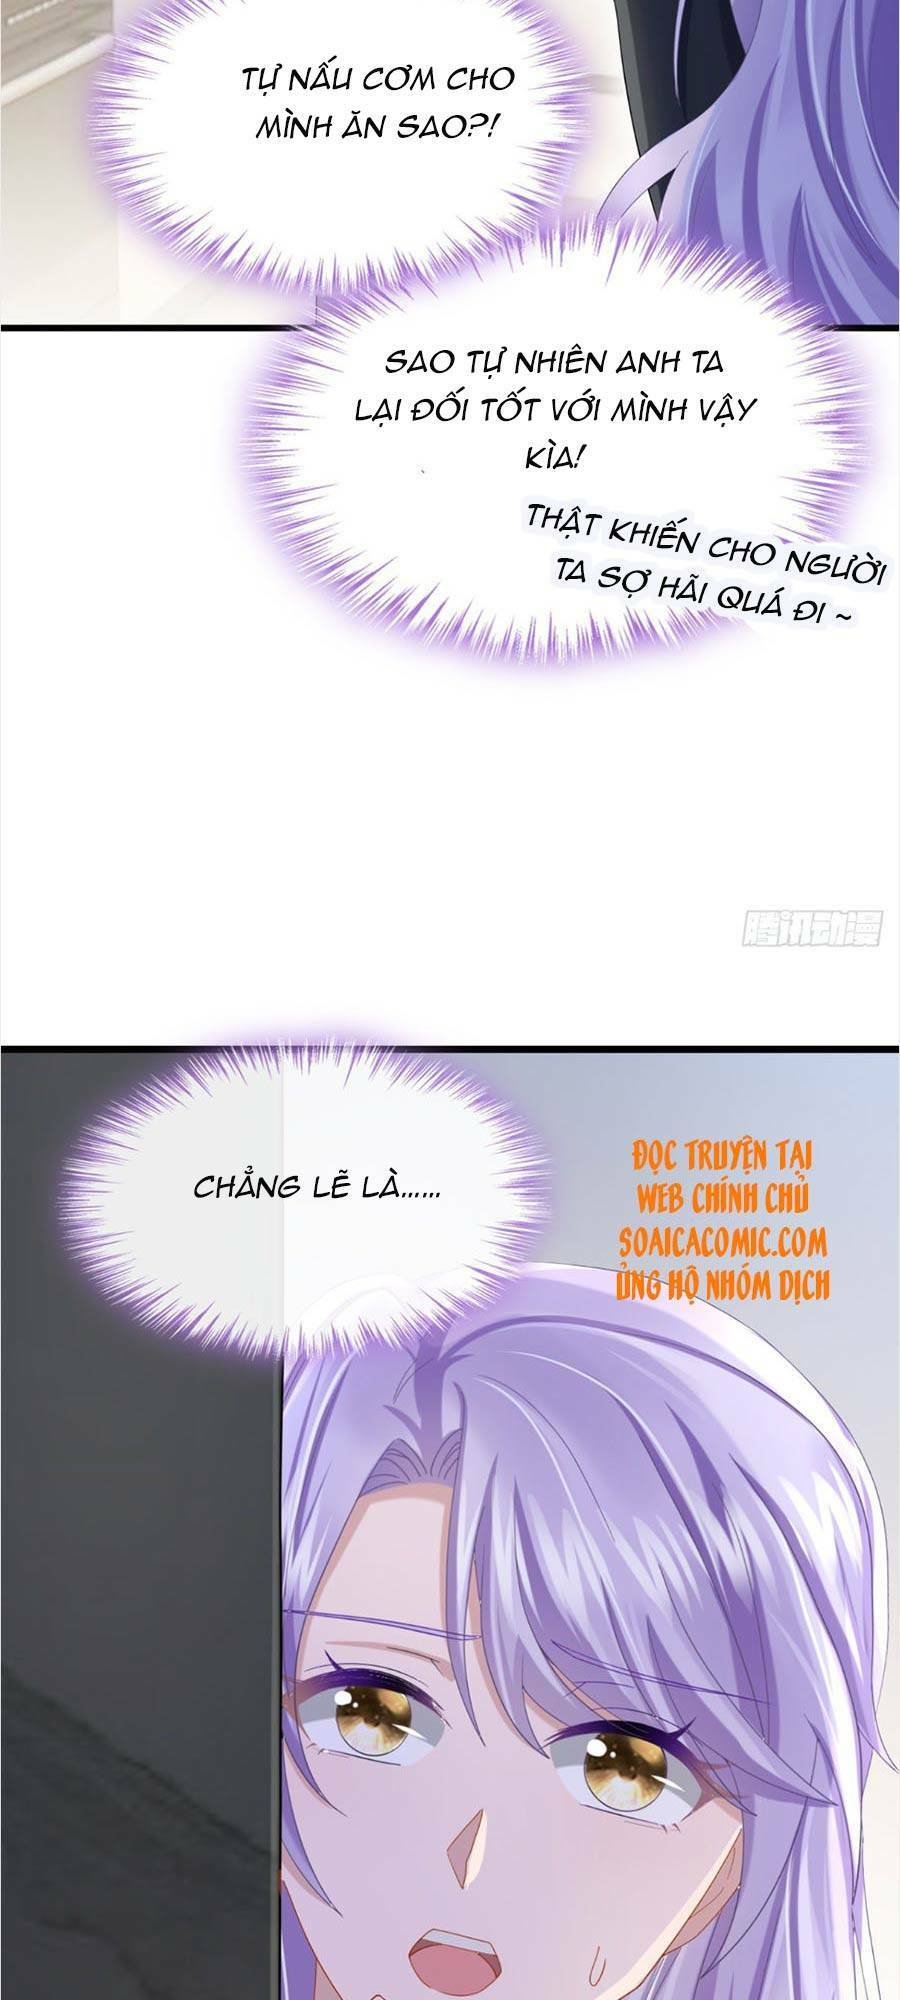 TỰ NẤU CƠM CHO
MÌNH ĂN SAO?!
SAO TỰ NHIÊN ANH TA
LẠI ĐỐI TỐT VỚI MÌNH VẬY
KÌA!
THẬT KHIẾN CHO NGƯỜI
TA SỢ HÃI QUÁ ĐI ~
腾讯动漫
CHẲNG LẼ LÀ......
ĐỌC TRUYỆN TẠI
WEB CHÍNH CHỦ
SOAICACOMIC.COM
ỦNG HỘ NHÓM DỊCH